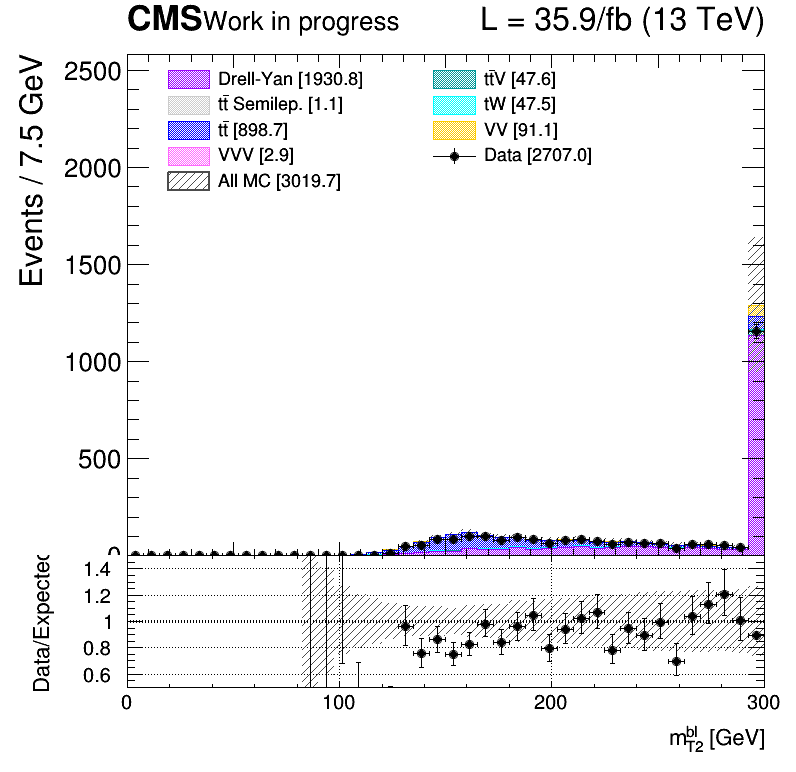 CMS Work in progress L = 35.9/fb (13 TeV)
Events / 7.5 GeV
2500
2000
1500
1000
500
0
Drell-Yan [1930.8]
tt̄ Semilep. [1.1]
tt̄ [898.7]
VVV [2.9]
All MC [3019.7]
tt̄V [47.6]
tW [47.5]
VV [91.1]
Data [2707.0]
Data/Expected
1.4
1.2
1
0.8
0.6
0 100 200 300
m_{T2}^{bl} [GeV]